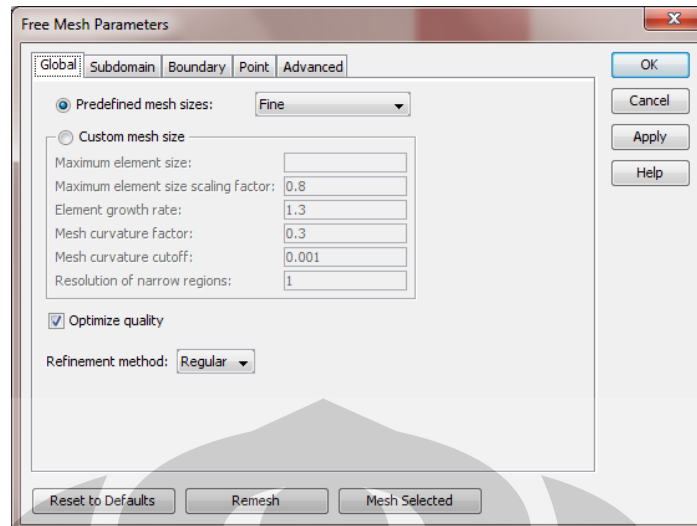 Free Mesh Parameters
Global Subdomain Boundary Point Advanced
OK
Cancel
Apply
Help
Predefined mesh sizes: Fine
Custom mesh size
Maximum element size:
Maximum element size scaling factor: 0.8
Element growth rate: 1.3
Mesh curvature factor: 0.3
Mesh curvature cutoff: 0.001
Resolution of narrow regions: 1
Optimize quality
Refinement method: Regular
Reset to Defaults Remesh Mesh Selected